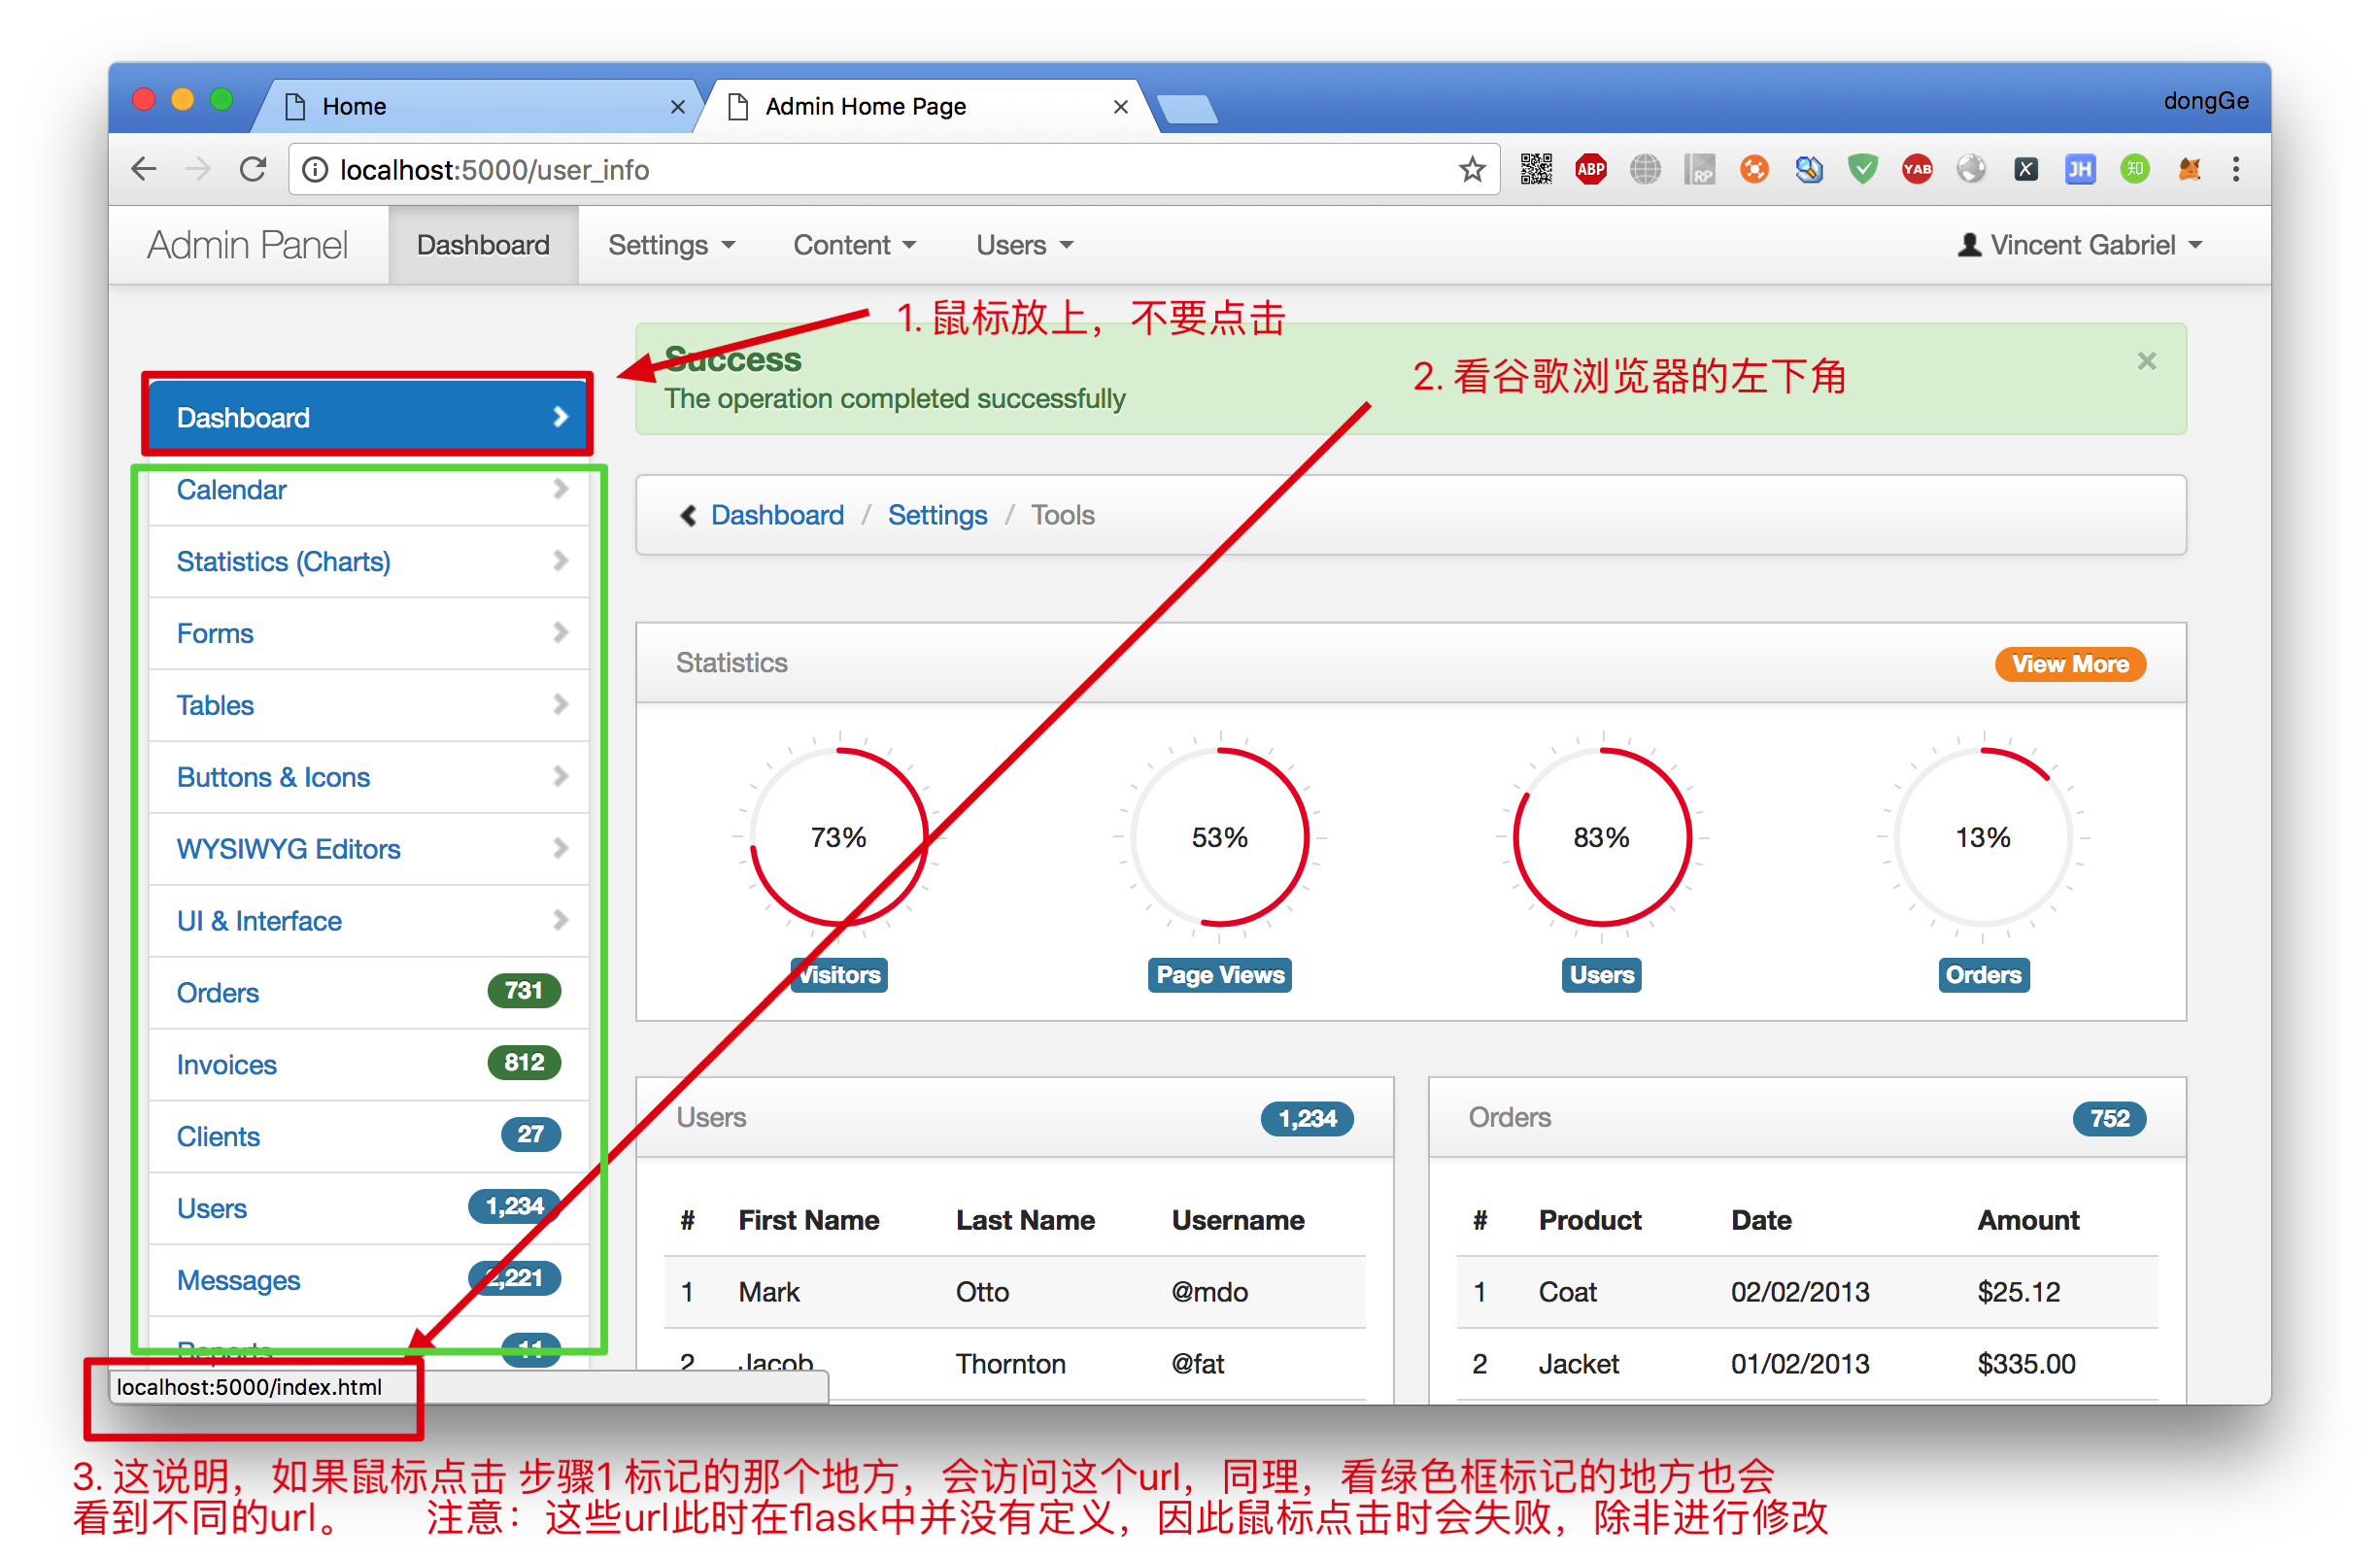 Home
Admin Home Page
dongGe
localhost:5000/user_info
ABP
RP
YAB
X
JH
知
Admin Panel
Dashboard
Settings
Content
Users
Vincent Gabriel
1. 鼠标放上，不要点击
Success
The operation completed successfully
2. 看谷歌浏览器的左下角
Dashboard
Calendar
Statistics (Charts)
Forms
Tables
Buttons & Icons
WYSIWYG Editors
UI & Interface
Orders 731
Invoices 812
Clients 27
Users 1,234
Messages 2,221
Reports 11
localhost:5000/index.html
Dashboard / Settings / Tools
Statistics View More
73% 53% 83% 13%
Visitors Page Views Users Orders
Users 1,234
# First Name Last Name Username
1 Mark Otto @mdo
2 Jacob Thornton @fat
Orders 752
# Product Date Amount
1 Coat 02/02/2013 $25.12
2 Jacket 01/02/2013 $335.00
3. 这说明，如果鼠标点击 步骤1 标记的那个地方，会访问这个url，同理，看绿色框标记的地方也会
看到不同的url。 注意：这些url此时在flask中并没有定义，因此鼠标点击时会失败，除非进行修改